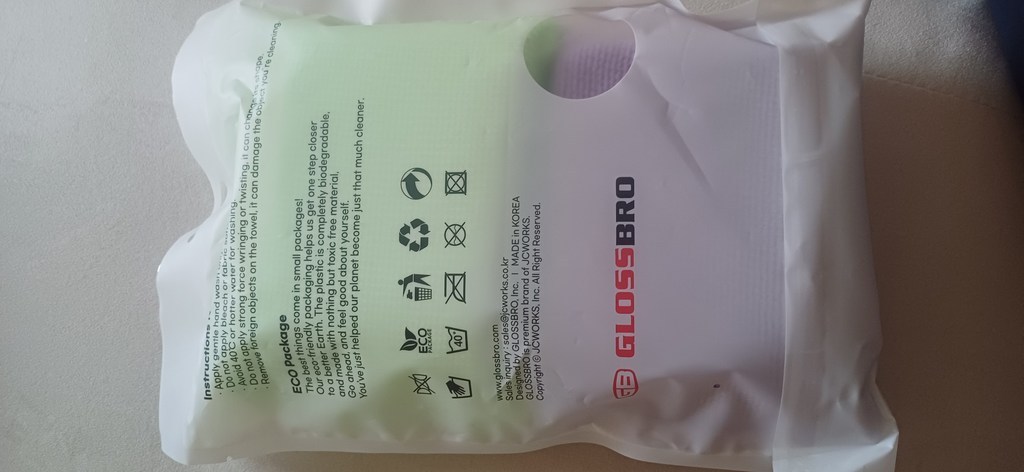 Instructions
· Apply gentle hand wash
· Do not apply bleach or fabric
· Avoid 40°C or hotter water for washing.
· Do not apply strong force wringing or twisting, it can change shape.
· Remove foreign objects on the towel, it can damage the object you're cleaning.
ECO Package
The best things come in small packages!
Our eco-friendly packaging helps us get one step closer
to a better Earth. The plastic is completely biodegradable,
and made with nothing but toxic free material.
Go ahead, and feel good about yourself.
You've just helped our planet become just that much cleaner.
ECO
PACKAGE
40°
www.glossbro.com
Sales inquiry : sales@jcworks.co.kr
Designed by GLOSSBRO Inc. | MADE in KOREA
GLOSSBRO is premium brand of JCWORKS.
Copyright © JCWORKS, Inc. All Right Reserved.
GLOSSBRO